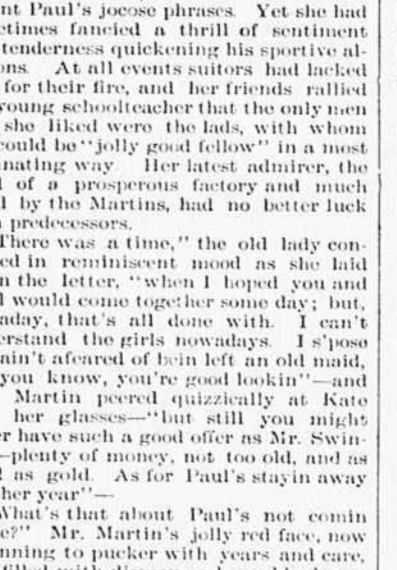 nt Paul's jocose phrases. Yet she had
etimes fancied a thrill of sentiment
tenderness quickening his sportive al-
ons. At all events suitors had lacked
for their fire, and her friends rallied
young schoolteacher that the only men
she liked were the lads, with whom
could be "jolly good fellow" in a most
nating way Her latest admirer, the
l of a prosperous factory and much
l by the Martins, had no better luck
predecessors.
There was a time," the old lady con-
ced in reminiscent mood as she laid
n the letter, "when I hoped you and
l would come together some day; but,
aday, that's all done with. I can't
erstand the girls nowadays. I s'pose
ain't afeared of bein left an old maid,
you know, you're good lookin"—and
Martin peered quizzically at Kate
her glasses—"but still you might
er have such a good offer as Mr. Swin-
—plenty of money, not too old, and as
l as gold. As for Paul's stayin away
her year"—
What's that about Paul's not comin
e?" Mr. Martin's jolly red face, now
nning to pucker with years and care,